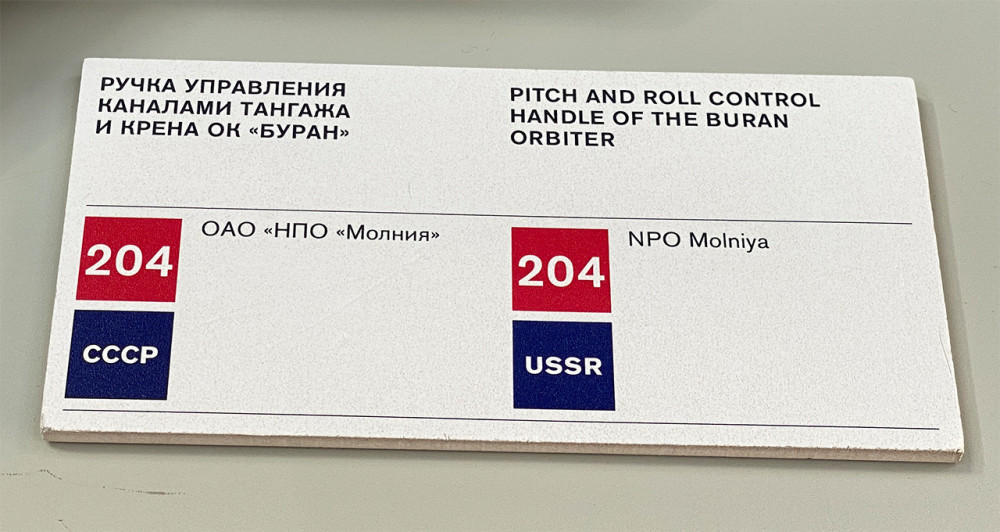 РУЧКА УПРАВЛЕНИЯ
КАНАЛАМИ ТАНГАЖА
И КРЕНА ОК «БУРАН»
204
ОАО «НПО «Молния»
СССР
PITCH AND ROLL CONTROL
HANDLE OF THE BURAN
ORBITER
204
NPO Molniya
USSR